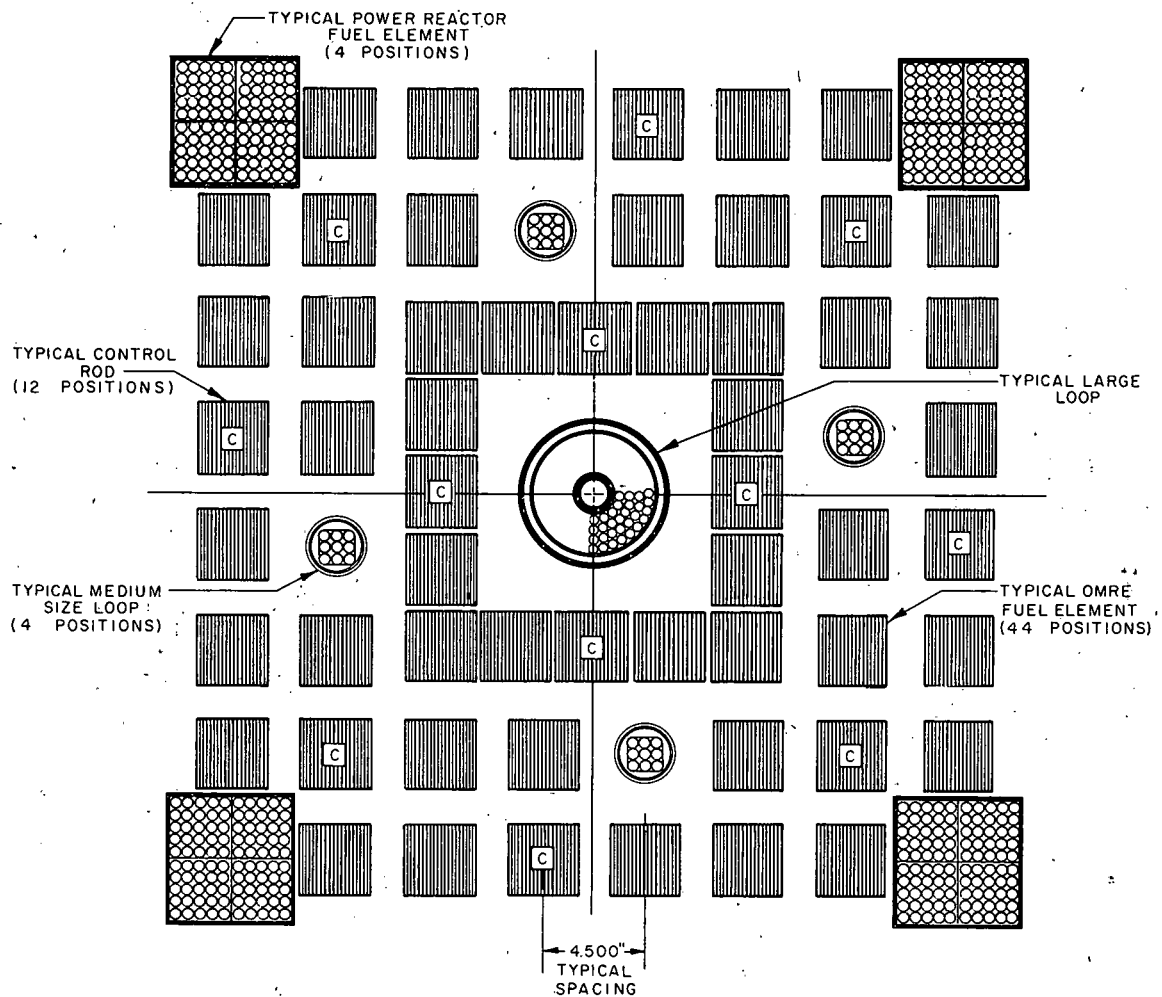 TYPICAL POWER REACTOR
FUEL ELEMENT
(4 POSITIONS)
C
C
C
TYPICAL CONTROL
ROD
(12 POSITIONS)
C
TYPICAL LARGE
LOOP
C
C
C
C
TYPICAL MEDIUM
SIZE LOOP
(4 POSITIONS)
TYPICAL OMRE
FUEL ELEMENT
(44 POSITIONS)
C
C
C
C
4.500"
TYPICAL
SPACING